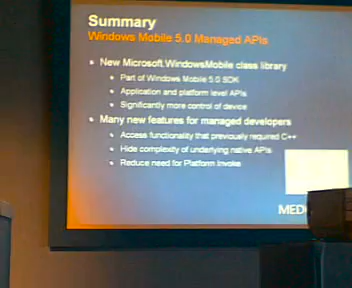 Summary
Windows Mobile 5.0 Managed APIs
New Microsoft.WindowsMobile class library
Part of Windows Mobile 5.0 SDK
Application and platform level APIs
Significantly more control of device
Many new features for managed developers
Access functionality that previously required C++
Hide complexity of underlying native APIs
Reduce need for Platform Invoke